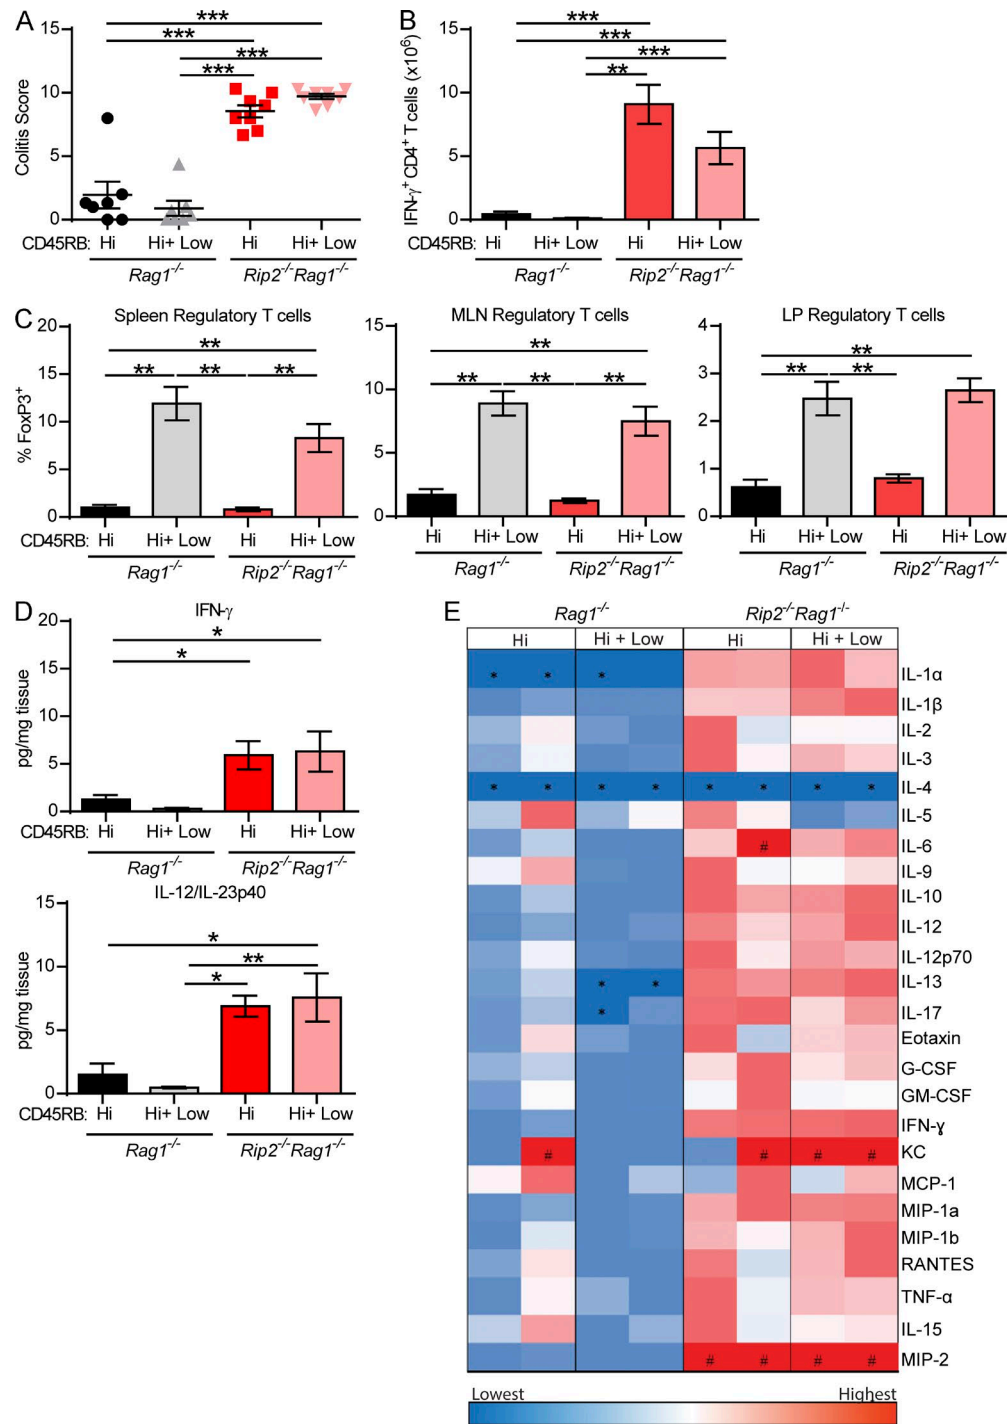 A
***
***
***
***
Colitis Score
15
10
5
0
CD45RB: Hi Hi+ Low Hi Hi+ Low
Rag1-/- Rip2-/-Rag1-/-
B
***
***
***
**
IFN-γ+ CD4+ T cells (x10⁶)
15
10
5
0
CD45RB: Hi Hi+ Low Hi Hi+ Low
Rag1-/- Rip2-/-Rag1-/-
C
Spleen Regulatory T cells
% FoxP3+
20
15
10
5
0
**
** ** **
CD45RB: Hi Hi+ Low Hi Hi+ Low
Rag1-/- Rip2-/-Rag1-/-
MLN Regulatory T cells
15
10
5
0
**
** ** **
Hi Hi+ Low Hi Hi+ Low
Rag1-/- Rip2-/-Rag1-/-
LP Regulatory T cells
4
3
2
1
0
**
** **
Hi Hi+ Low Hi Hi+ Low
Rag1-/- Rip2-/-Rag1-/-
D
IFN-γ
pg/mg tissue
20
15
10
5
0
*
*
CD45RB: Hi Hi+ Low Hi Hi+ Low
Rag1-/- Rip2-/-Rag1-/-
IL-12/IL-23p40
pg/mg tissue
15
10
5
0
*
**
*
CD45RB: Hi Hi+ Low Hi Hi+ Low
Rag1-/- Rip2-/-Rag1-/-
E
Rag1-/- Rip2-/-Rag1-/-
Hi Hi + Low Hi Hi + Low
* * * IL-1α
IL-1β
IL-2
IL-3
* * * * * * * * IL-4
IL-5
# IL-6
IL-9
IL-10
IL-12
IL-12p70
* * IL-13
* IL-17
Eotaxin
G-CSF
GM-CSF
IFN-ɣ
# # # # KC
MCP-1
MIP-1a
MIP-1b
RANTES
TNF-α
IL-15
# # # # MIP-2
Lowest Highest